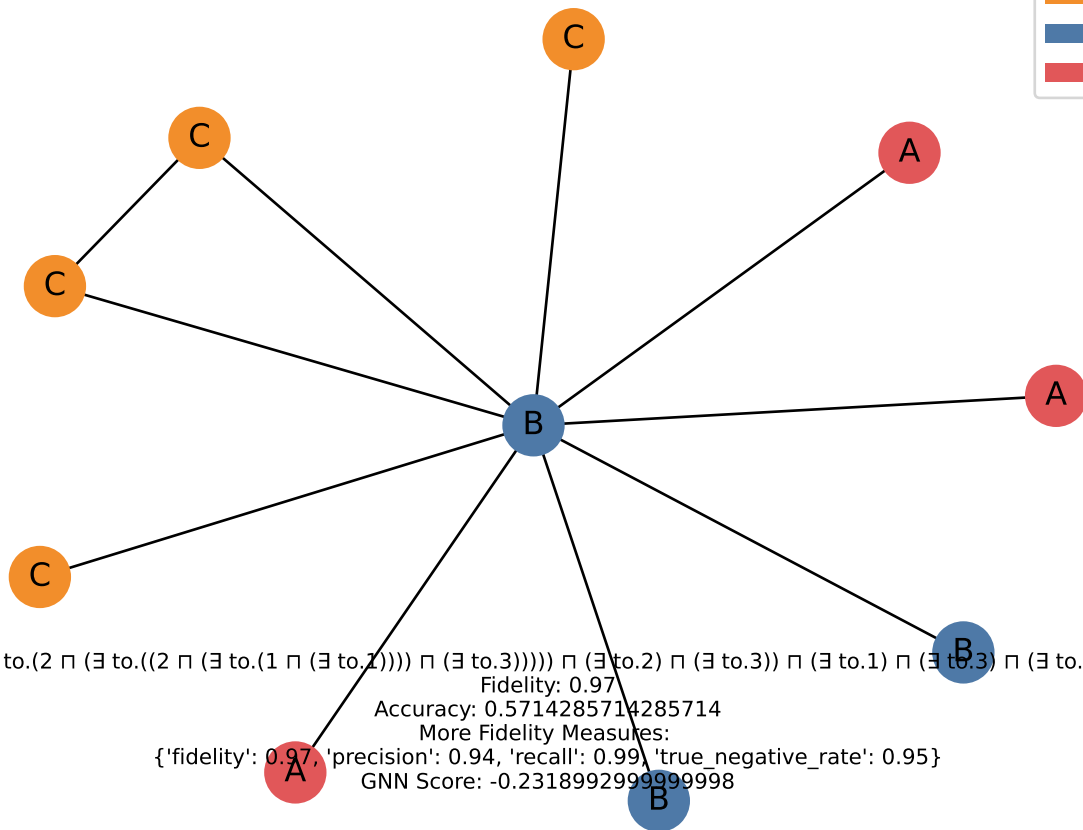 C
C
A
C
A
B
C
B
to.(2 ⊓ (∃ to.((2 ⊓ (∃ to.(1 ⊓ (∃ to.1)))) ⊓ (∃ to.3))))) ⊓ (∃ to.2) ⊓ (∃ to.3)) ⊓ (∃ to.1) ⊓ (∃ to.3) ⊓ (∃ to.
Fidelity: 0.97
Accuracy: 0.5714285714285714
More Fidelity Measures:
{'fidelity': 0.97, 'precision': 0.94, 'recall': 0.99, 'true_negative_rate': 0.95}
A
GNN Score: -0.2318992999999998
B